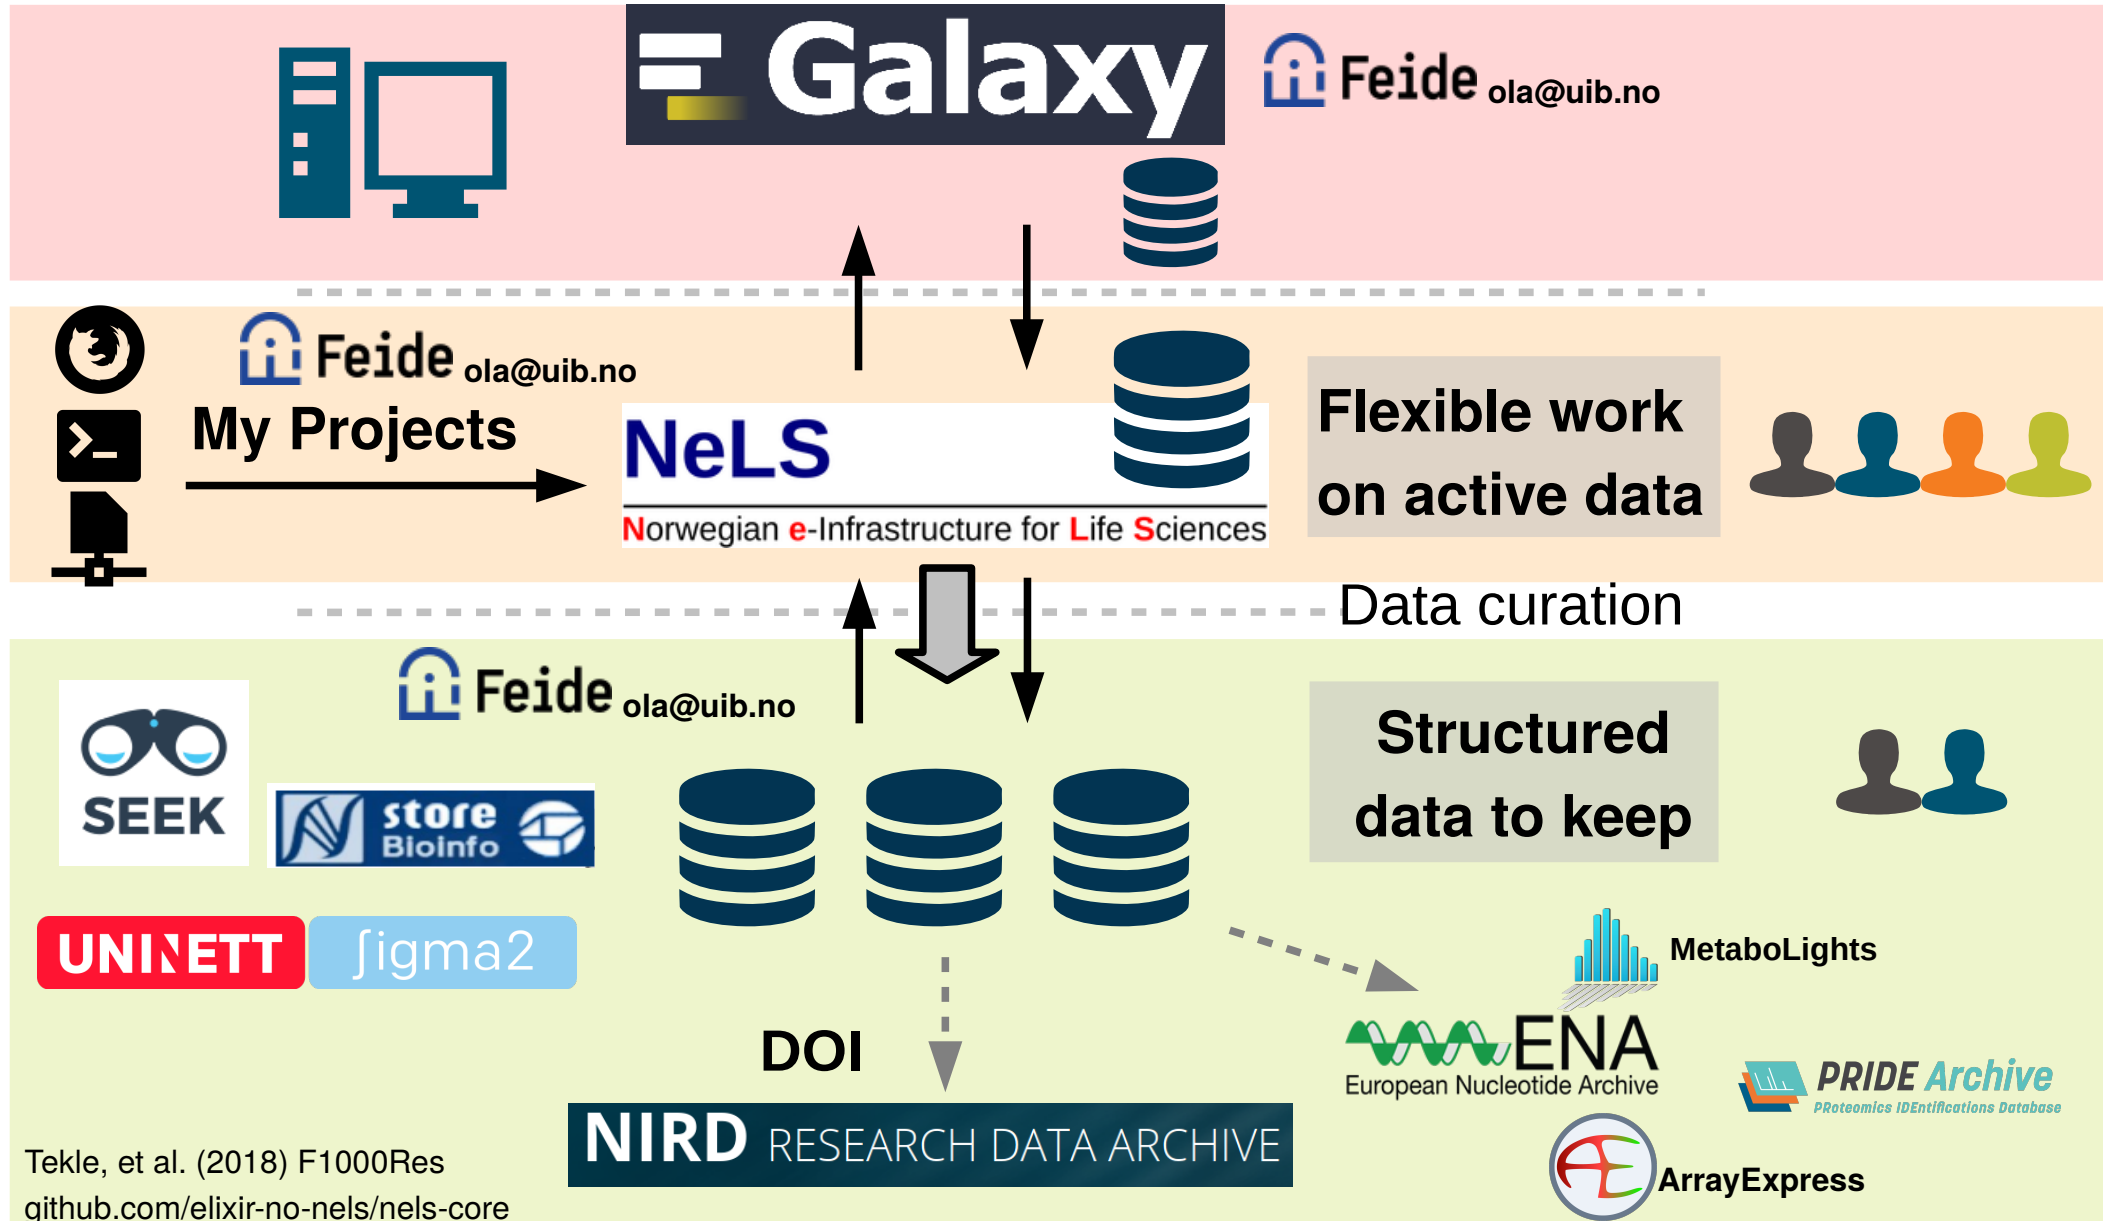 Galaxy
Feide ola@uib.no
Feide ola@uib.no
My Projects
NeLS
Norwegian e-Infrastructure for Life Sciences
Flexible work
on active data
Data curation
Feide ola@uib.no
SEEK
store
Bioinfo
Structured
data to keep
UNINETT
Sigma2
MetaboLights
DOI
ENA
European Nucleotide Archive
PRIDE Archive
PRoteomics IDEntifications Database
NIRD RESEARCH DATA ARCHIVE
ArrayExpress
Tekle, et al. (2018) F1000Res
github.com/elixir-no-nels/nels-core